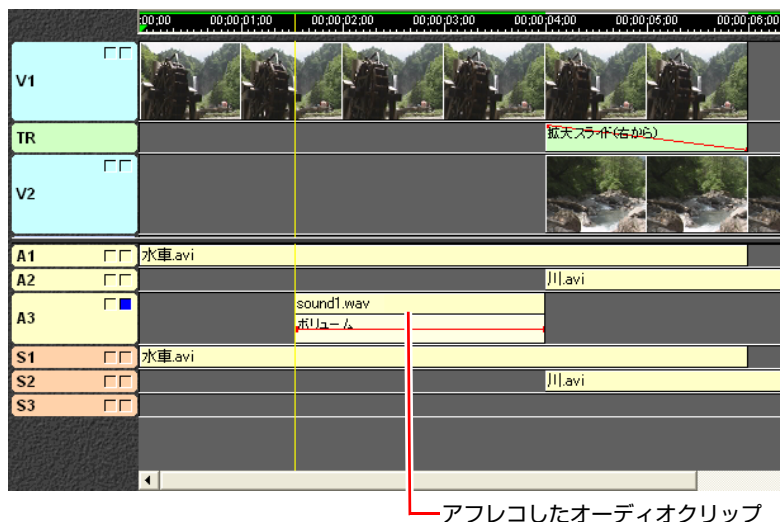 :00;00 00;00;01;00 00;00;02;00 00;00;03;00 00;00;04;00 00;00;05;00 00;00;06;00
V1
TR 拡大スライド(右から)
V2
A1 水車.avi
A2 川.avi
A3 sound1.wav
ボリューム
S1 水車.avi
S2 川.avi
S3
アフレコしたオーディオクリップ